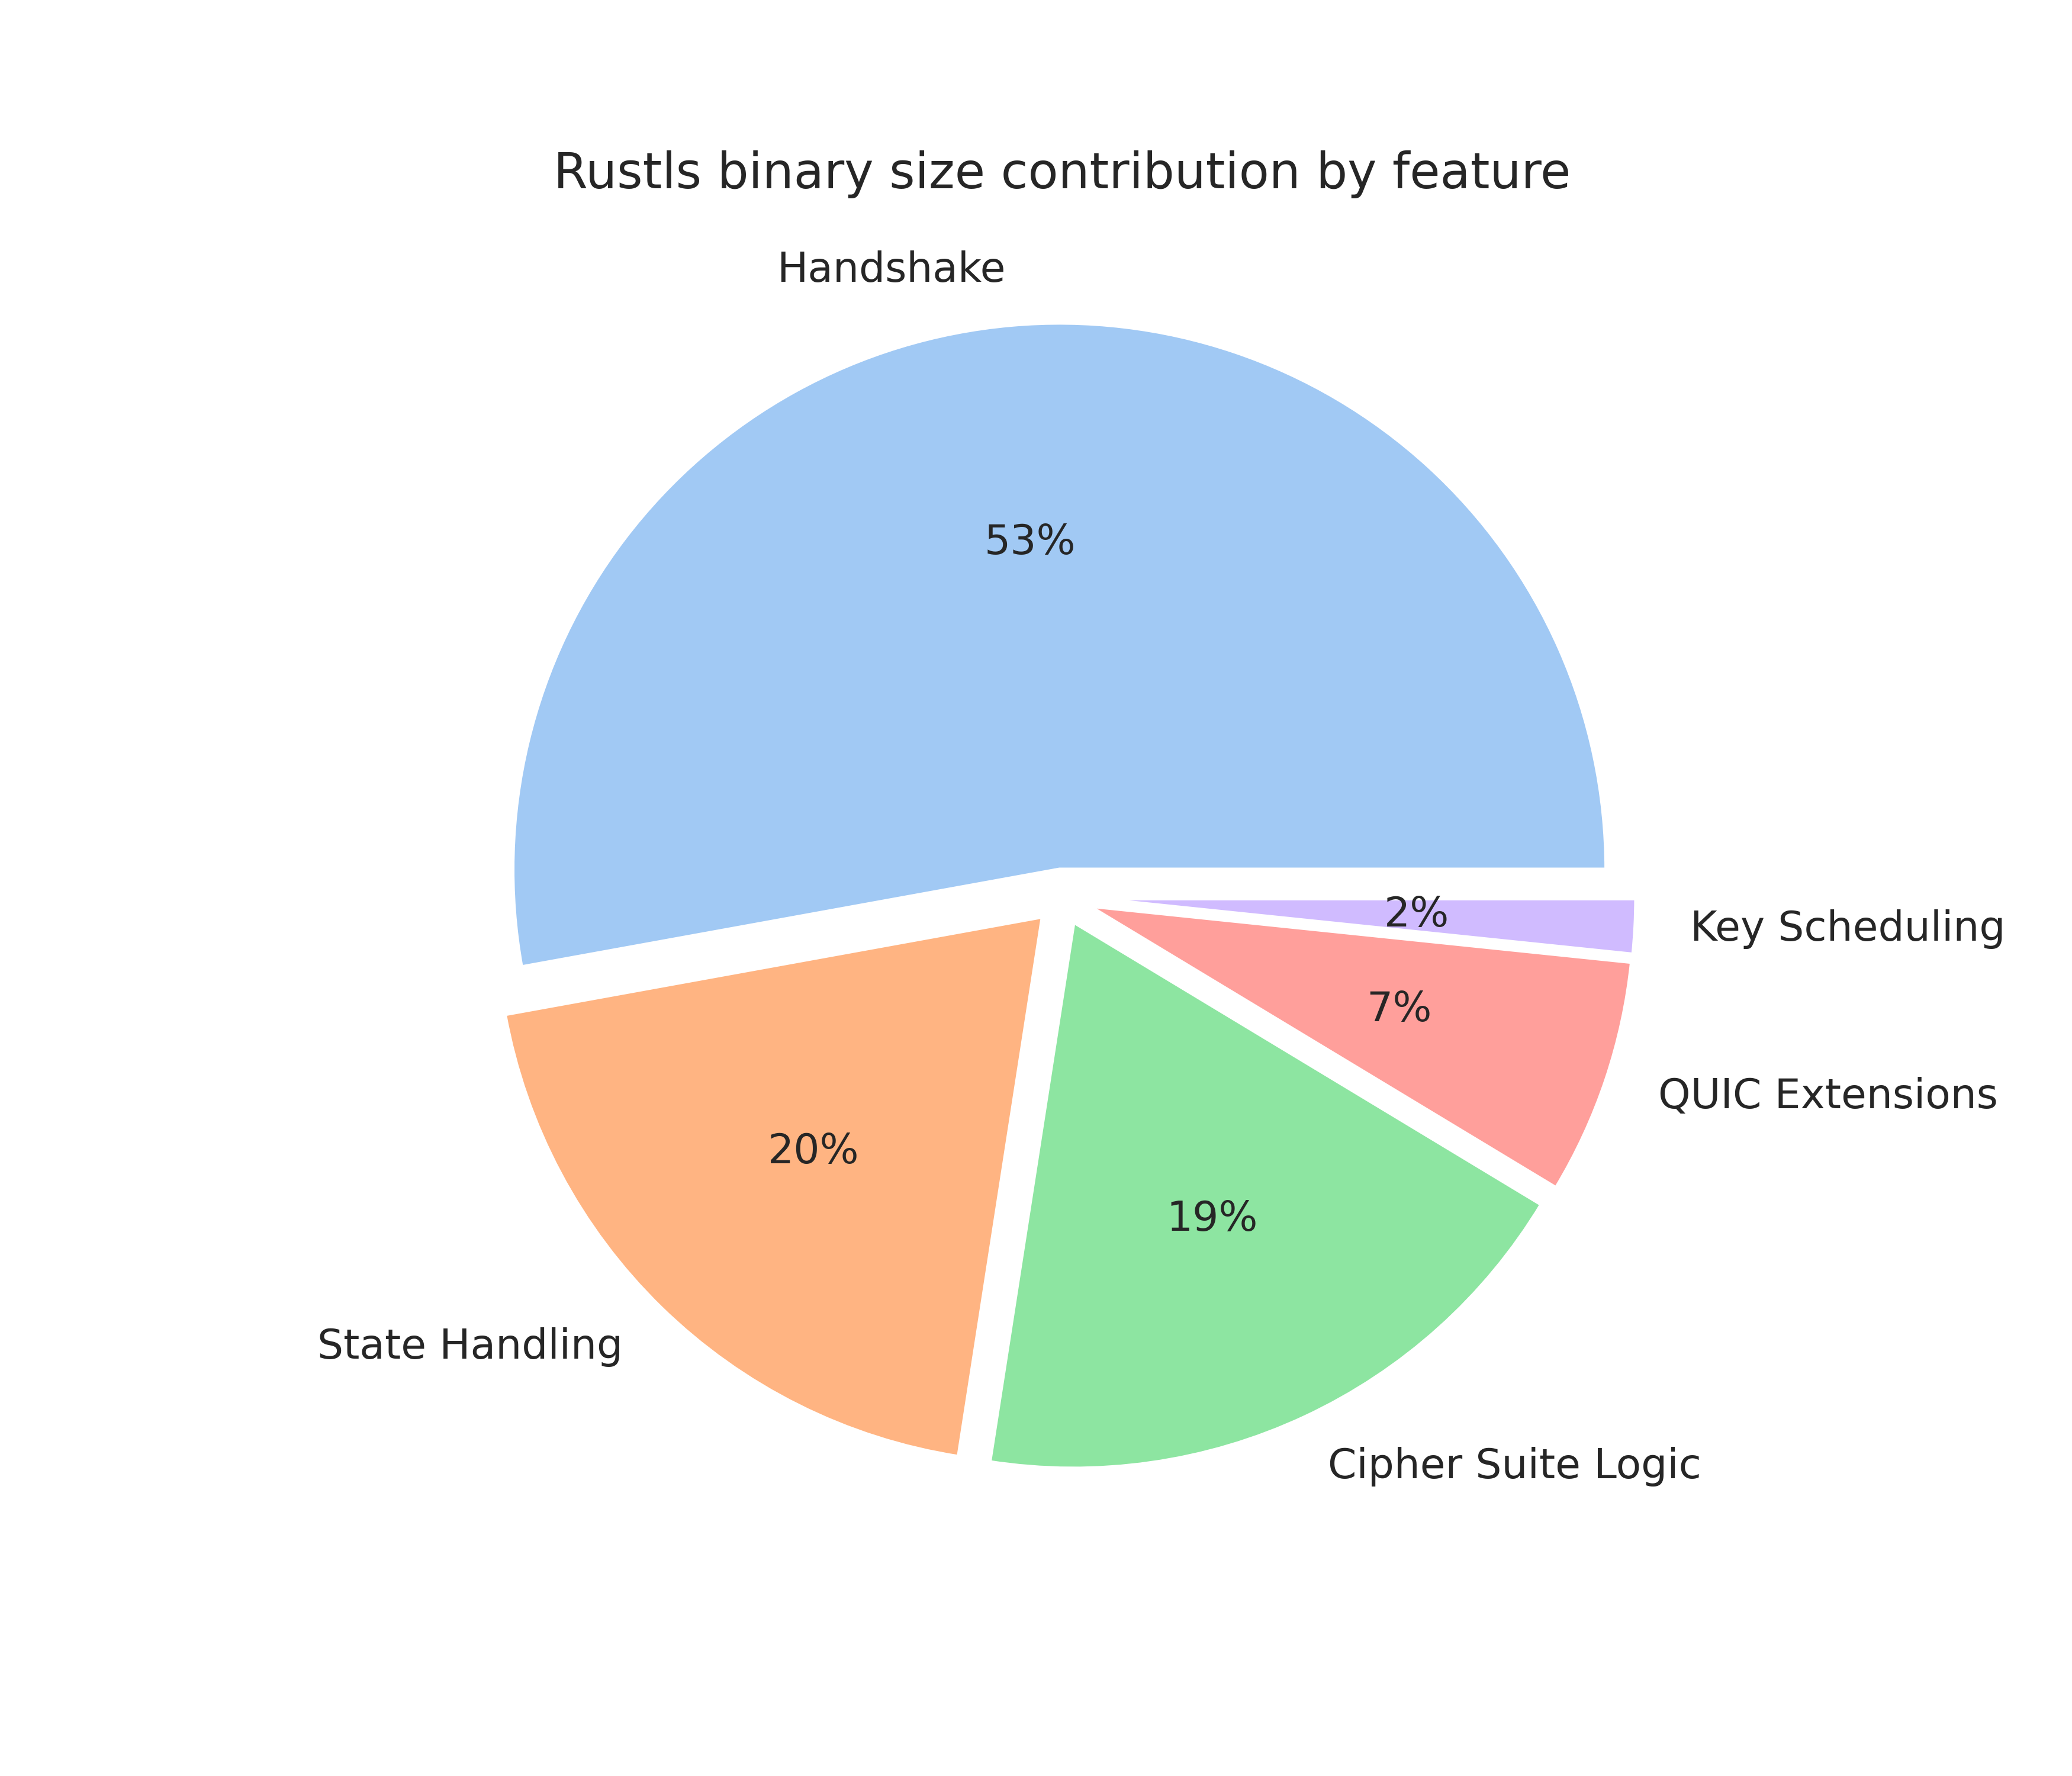 Rustls binary size contribution by feature
Handshake
53%
2%
Key Scheduling
7%
QUIC Extensions
20%
19%
State Handling
Cipher Suite Logic